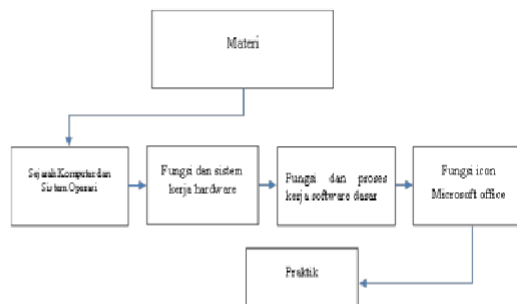 Materi
Sejarah Komputer dan
Sistem Operasi
Fungsi dan sistem
kerja hardware
Fungsi dan proses
kerja software dasar
Fungsi icon
Microsoft office
Praktik